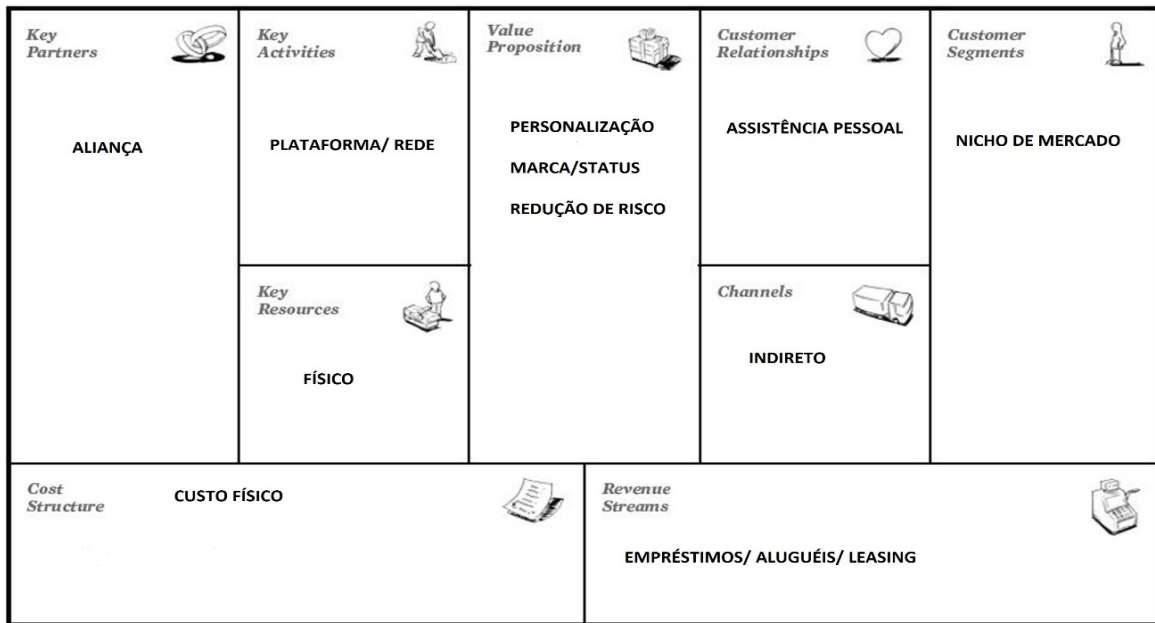 Key
Partners
ALIANÇA
Key
Activities
PLATAFORMA/ REDE
Key
Resources
FÍSICO
Value
Proposition
PERSONALIZAÇÃO
MARCA/STATUS
REDUÇÃO DE RISCO
Customer
Relationships
ASSISTÊNCIA PESSOAL
Channels
INDIRETO
Customer
Segments
NICHO DE MERCADO
Cost
Structure
CUSTO FÍSICO
Revenue
Streams
EMPRÉSTIMOS/ ALUGUÉIS/ LEASING